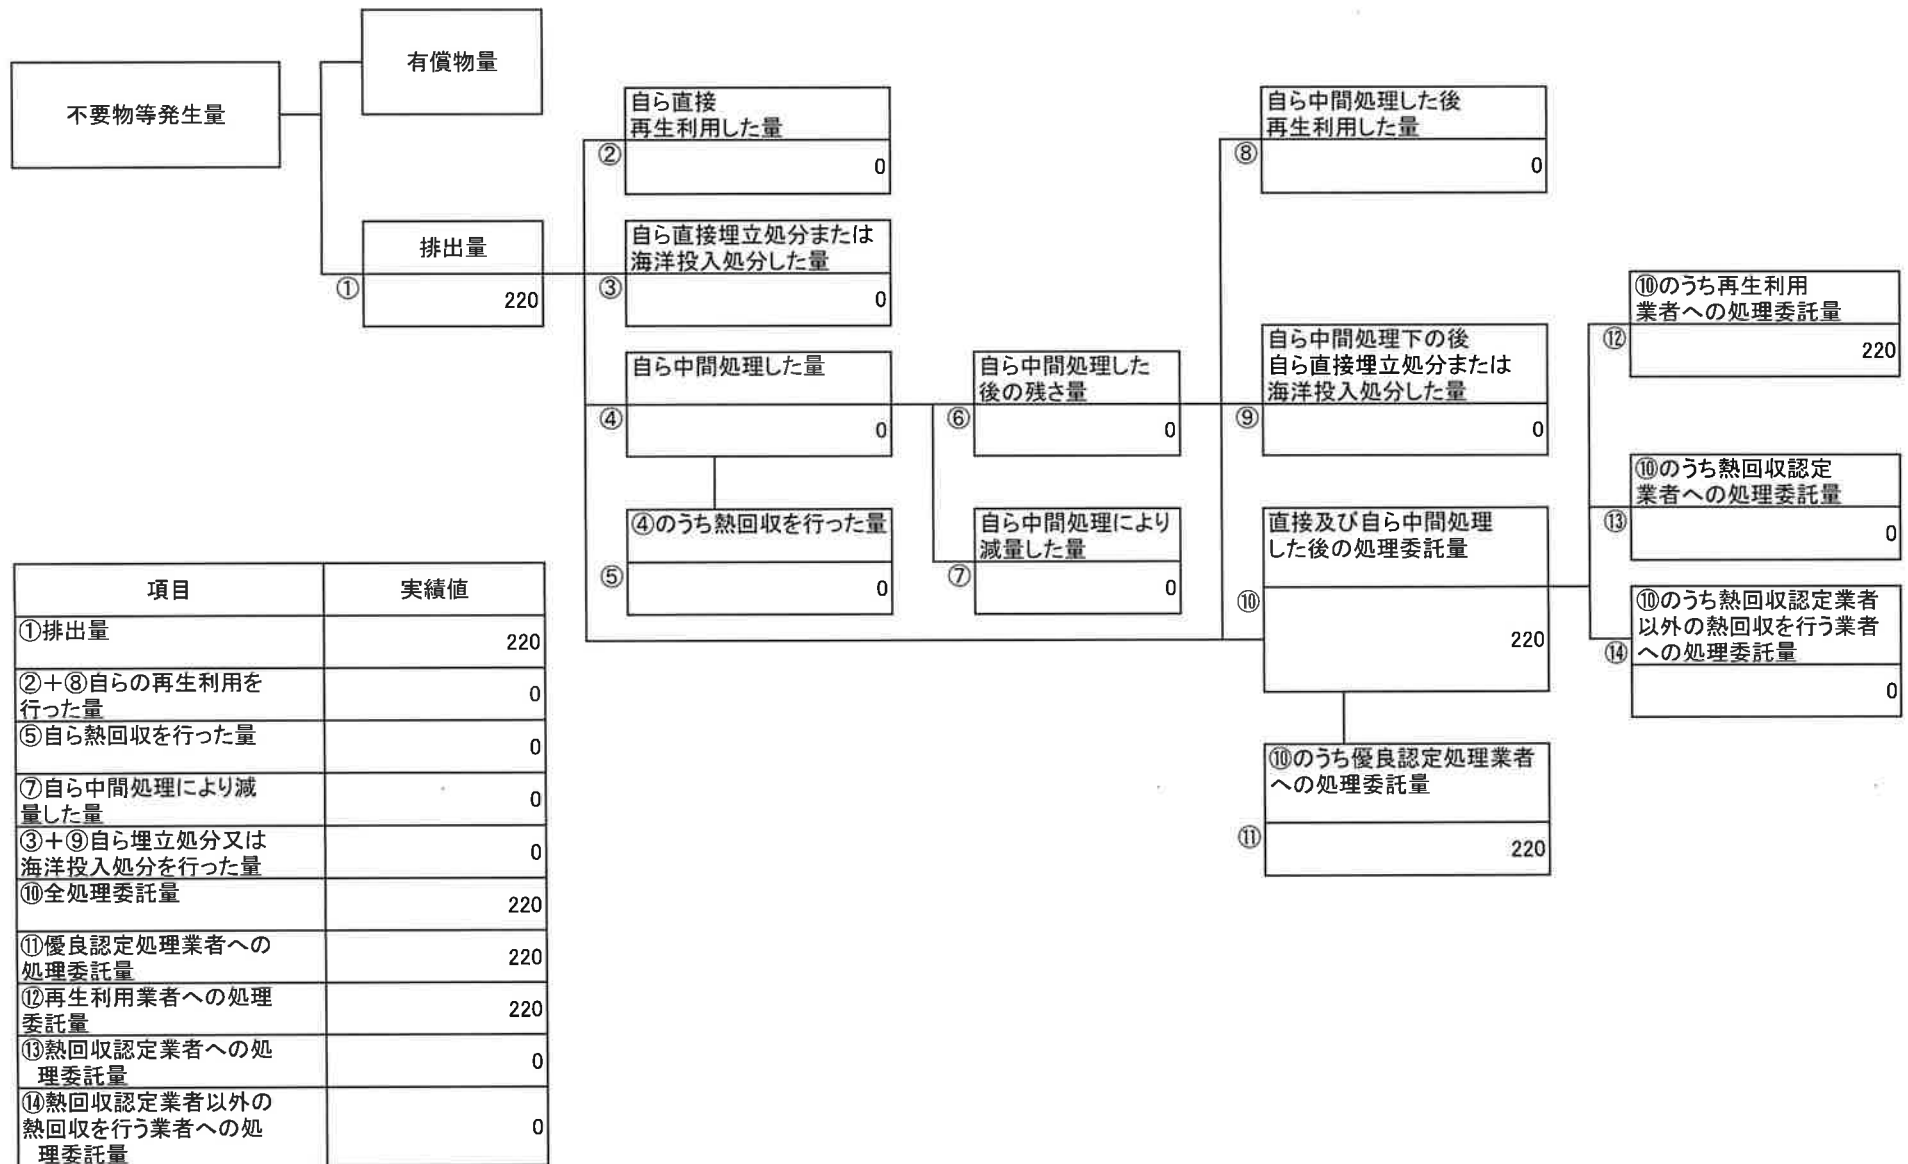 不要物等発生量
有償物量
排出量
①
220
自ら直接
再生利用した量
②
0
自ら直接埋立処分または
海洋投入処分した量
③
0
自ら中間処理した量
④
0
④のうち熱回収を行った量
⑤
0
自ら中間処理した
後の残さ量
⑥
0
自ら中間処理により
減量した量
⑦
0
自ら中間処理した後
再生利用した量
⑧
0
自ら中間処理下の後
自ら直接埋立処分または
海洋投入処分した量
⑨
0
直接及び自ら中間処理
した後の処理委託量
⑩
220
⑩のうち優良認定処理業者
への処理委託量
⑪
220
⑩のうち再生利用
業者への処理委託量
⑫
220
⑩のうち熱回収認定
業者への処理委託量
⑬
0
⑩のうち熱回収認定業者
以外の熱回収を行う業者
への処理委託量
⑭
0
項目 実績値
①排出量
220
②+⑧自らの再生利用を
行った量
0
⑤自ら熱回収を行った量
0
⑦自ら中間処理により減
量した量
0
③+⑨自ら埋立処分又は
海洋投入処分を行った量
0
⑩全処理委託量
220
⑪優良認定処理業者への
処理委託量
220
⑫再生利用業者への処理
委託量
220
⑬熱回収認定業者への処
理委託量
0
⑭熱回収認定業者以外の
熱回収を行う業者への処
理委託量
0